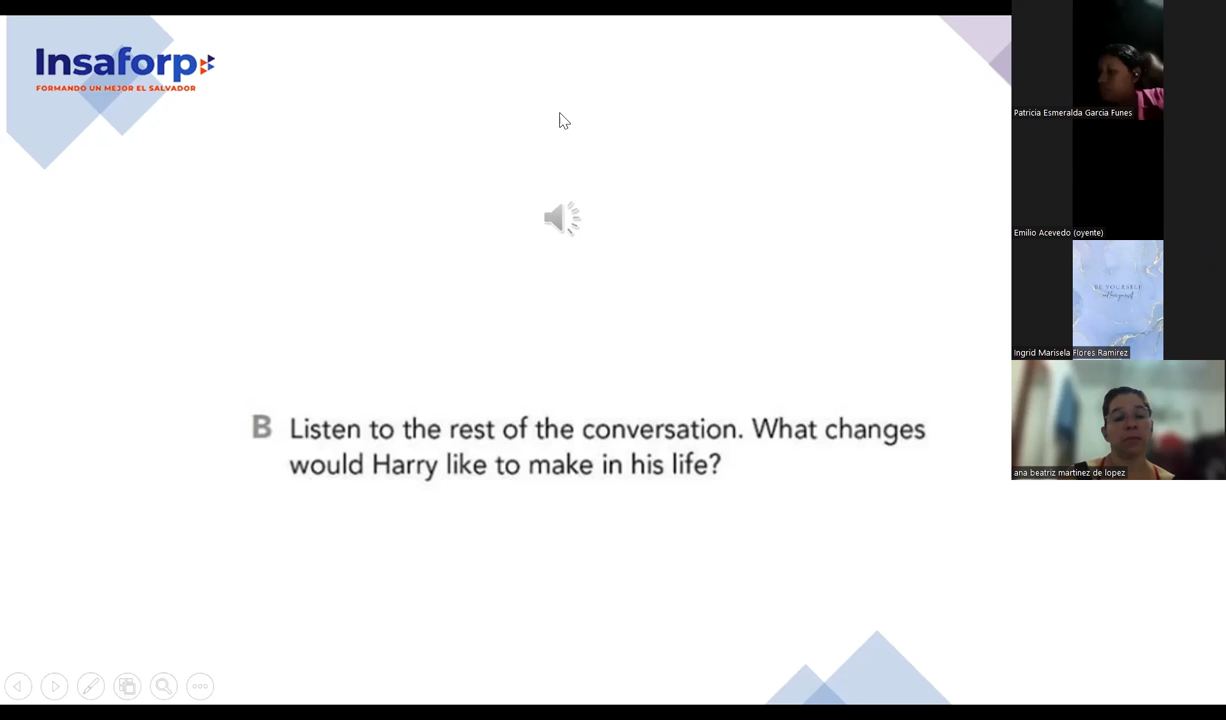 Insaforp
FORMANDO UN MEJOR EL SALVADOR
B Listen to the rest of the conversation. What changes
would Harry like to make in his life?
Patricia Esmeralda Garcia Funes
Emilio Acevedo (oyente)
BE YOURSELF
Ingrid Marisela Flores Ramirez
ana beatriz martinez de lopez